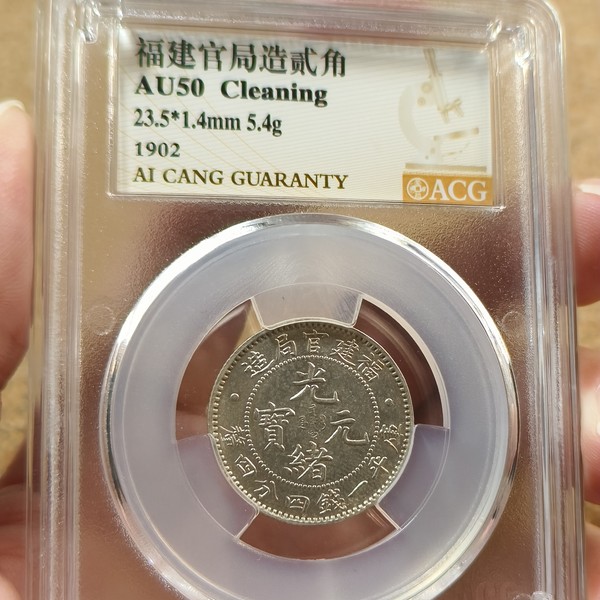 福建官局造贰角
AU50 Cleaning
23.5*1.4mm 5.4g
1902
AI CANG GUARANTY
ACG
福建官局造
光緒元寶
庫平一錢四分四釐